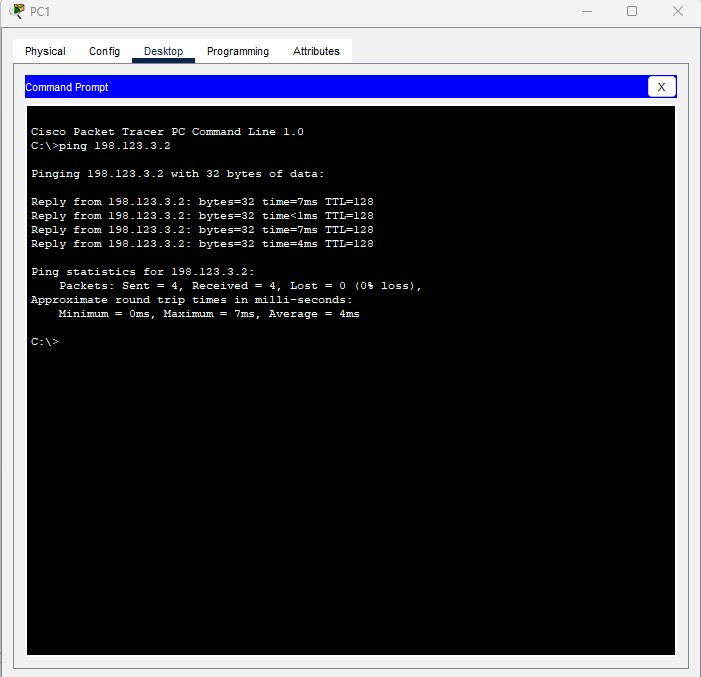 PC1
Physical Config Desktop Programming Attributes
Command Prompt X
Cisco Packet Tracer PC Command Line 1.0
C:\>ping 198.123.3.2
Pinging 198.123.3.2 with 32 bytes of data:
Reply from 198.123.3.2: bytes=32 time=7ms TTL=128
Reply from 198.123.3.2: bytes=32 time<1ms TTL=128
Reply from 198.123.3.2: bytes=32 time=7ms TTL=128
Reply from 198.123.3.2: bytes=32 time=4ms TTL=128
Ping statistics for 198.123.3.2:
    Packets: Sent = 4, Received = 4, Lost = 0 (0% loss),
Approximate round trip times in milli-seconds:
    Minimum = 0ms, Maximum = 7ms, Average = 4ms
C:\>